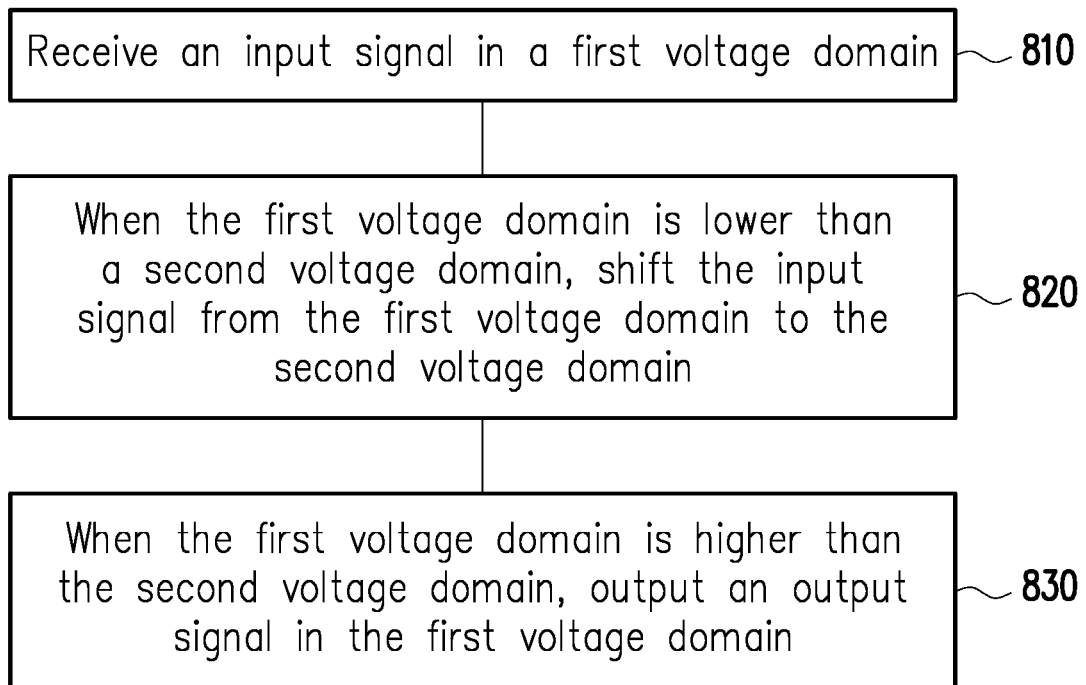 Receive an input signal in a first voltage domain
810
When the first voltage domain is lower than
a second voltage domain, shift the input
signal from the first voltage domain to the
second voltage domain
820
When the first voltage domain is higher than
the second voltage domain, output an output
signal in the first voltage domain
830